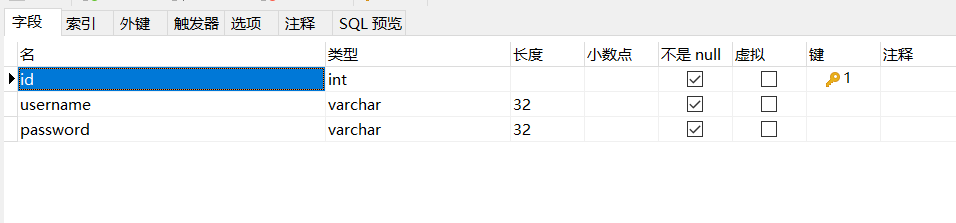 字段 索引 外键 触发器 选项 注释 SQL 预览
名 类型 长度 小数点 不是 null 虚拟 键 注释
id int 1
username varchar 32
password varchar 32